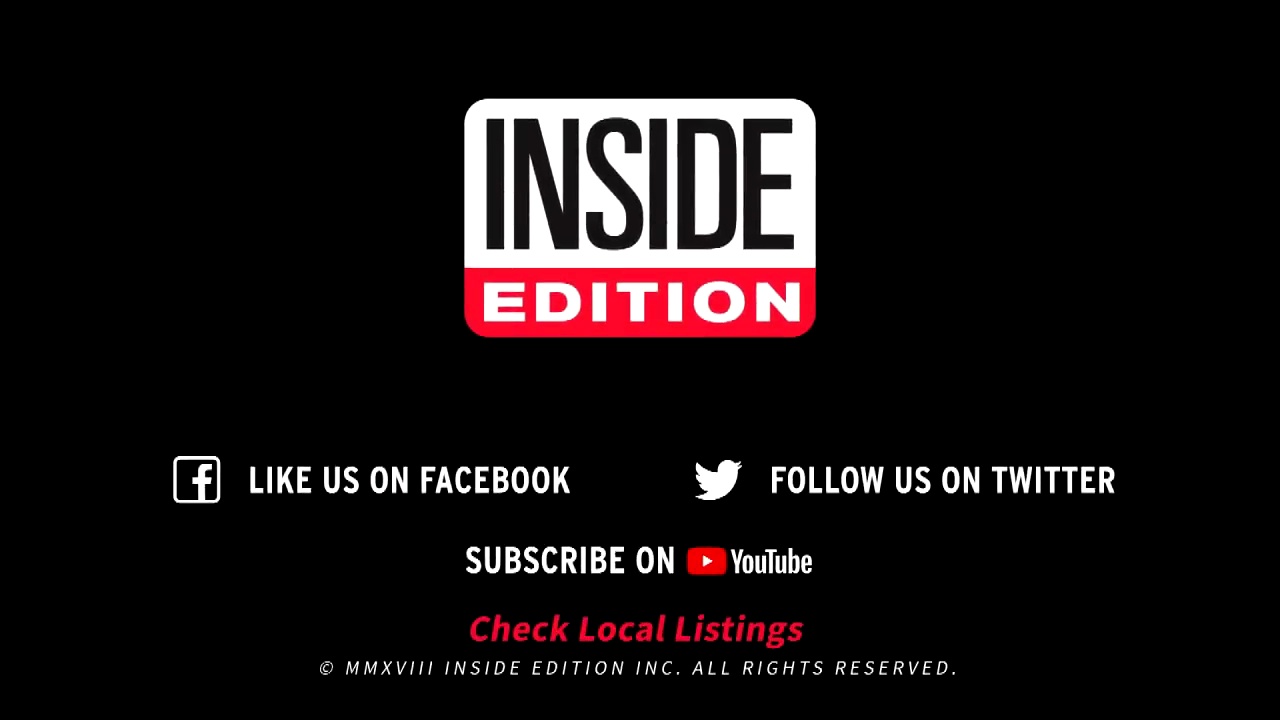 INSIDE
EDITION
LIKE US ON FACEBOOK
FOLLOW US ON TWITTER
SUBSCRIBE ON YouTube
Check Local Listings
© MMXVIII INSIDE EDITION INC. ALL RIGHTS RESERVED.